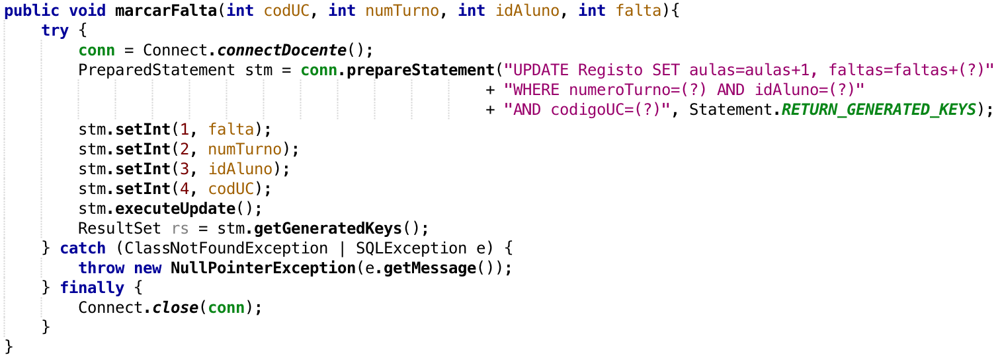 public void marcarFalta(int codUC, int numTurno, int idAluno, int falta){
    try {
        conn = Connect.connectDocente();
        PreparedStatement stm = conn.prepareStatement("UPDATE Registo SET aulas=aulas+1, faltas=faltas+(?)"
                                                    + "WHERE numeroTurno=(?) AND idAluno=(?)"
                                                    + "AND codigoUC=(?)", Statement.RETURN_GENERATED_KEYS);
        stm.setInt(1, falta);
        stm.setInt(2, numTurno);
        stm.setInt(3, idAluno);
        stm.setInt(4, codUC);
        stm.executeUpdate();
        ResultSet rs = stm.getGeneratedKeys();
    } catch (ClassNotFoundException | SQLException e) {
        throw new NullPointerException(e.getMessage());
    } finally {
        Connect.close(conn);
    }
}